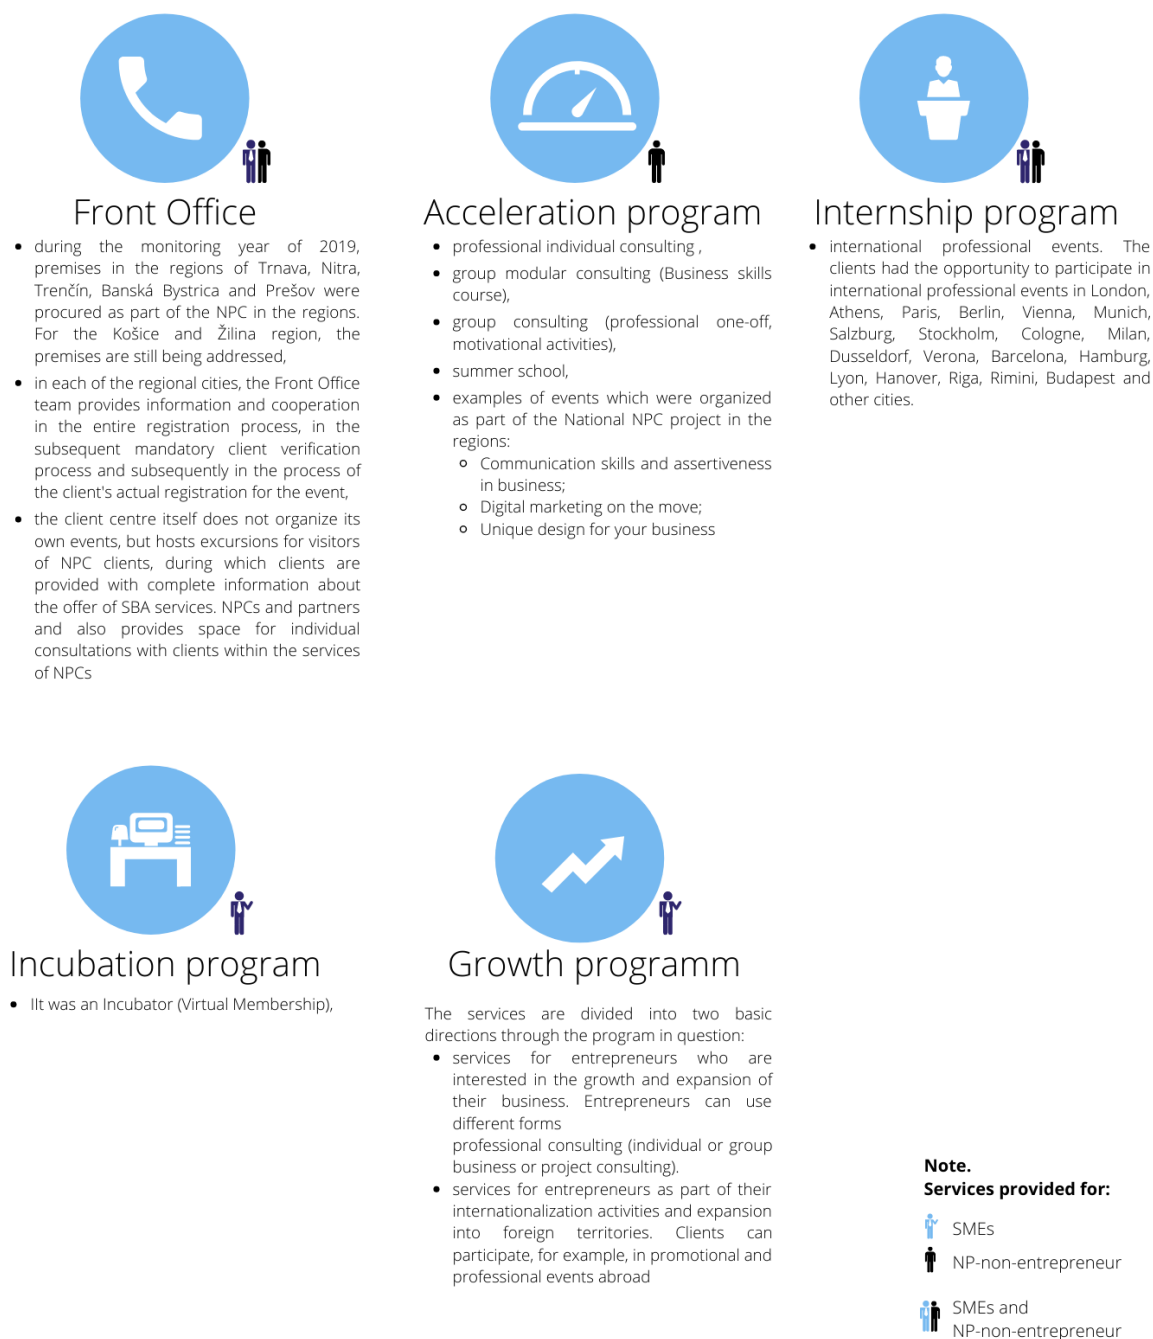 Front Office
during the monitoring year of 2019,
premises in the regions of Trnava, Nitra,
Trenčín, Banská Bystrica and Prešov were
procured as part of the NPC in the regions.
For the Košice and Žilina region, the
premises are still being addressed,
in each of the regional cities, the Front Office
team provides information and cooperation
in the entire registration process, in the
subsequent mandatory client verification
process and subsequently in the process of
the client's actual registration for the event,
the client centre itself does not organize its
own events, but hosts excursions for visitors
of NPC clients, during which clients are
provided with complete information about
the offer of SBA services. NPCs and partners
and also provides space for individual
consultations with clients within the services
of NPCs
Acceleration program
professional individual consulting ,
group modular consulting (Business skills
course),
group consulting (professional one-off,
motivational activities),
summer school,
examples of events which were organized
as part of the National NPC project in the
regions:
Communication skills and assertiveness
in business;
Digital marketing on the move;
Unique design for your business
Internship program
international professional events. The
clients had the opportunity to participate in
international professional events in London,
Athens, Paris, Berlin, Vienna, Munich,
Salzburg, Stockholm, Cologne, Milan,
Dusseldorf, Verona, Barcelona, Hamburg,
Lyon, Hanover, Riga, Rimini, Budapest and
other cities.
Incubation program
IIt was an Incubator (Virtual Membership),
Growth programm
The services are divided into two basic
directions through the program in question:
services for entrepreneurs who are
interested in the growth and expansion of
their business. Entrepreneurs can use
different forms
professional consulting (individual or group
business or project consulting).
services for entrepreneurs as part of their
internationalization activities and expansion
into foreign territories. Clients can
participate, for example, in promotional and
professional events abroad
Note.
Services provided for:
SMEs
NP-non-entrepreneur
SMEs and
NP-non-entrepreneur